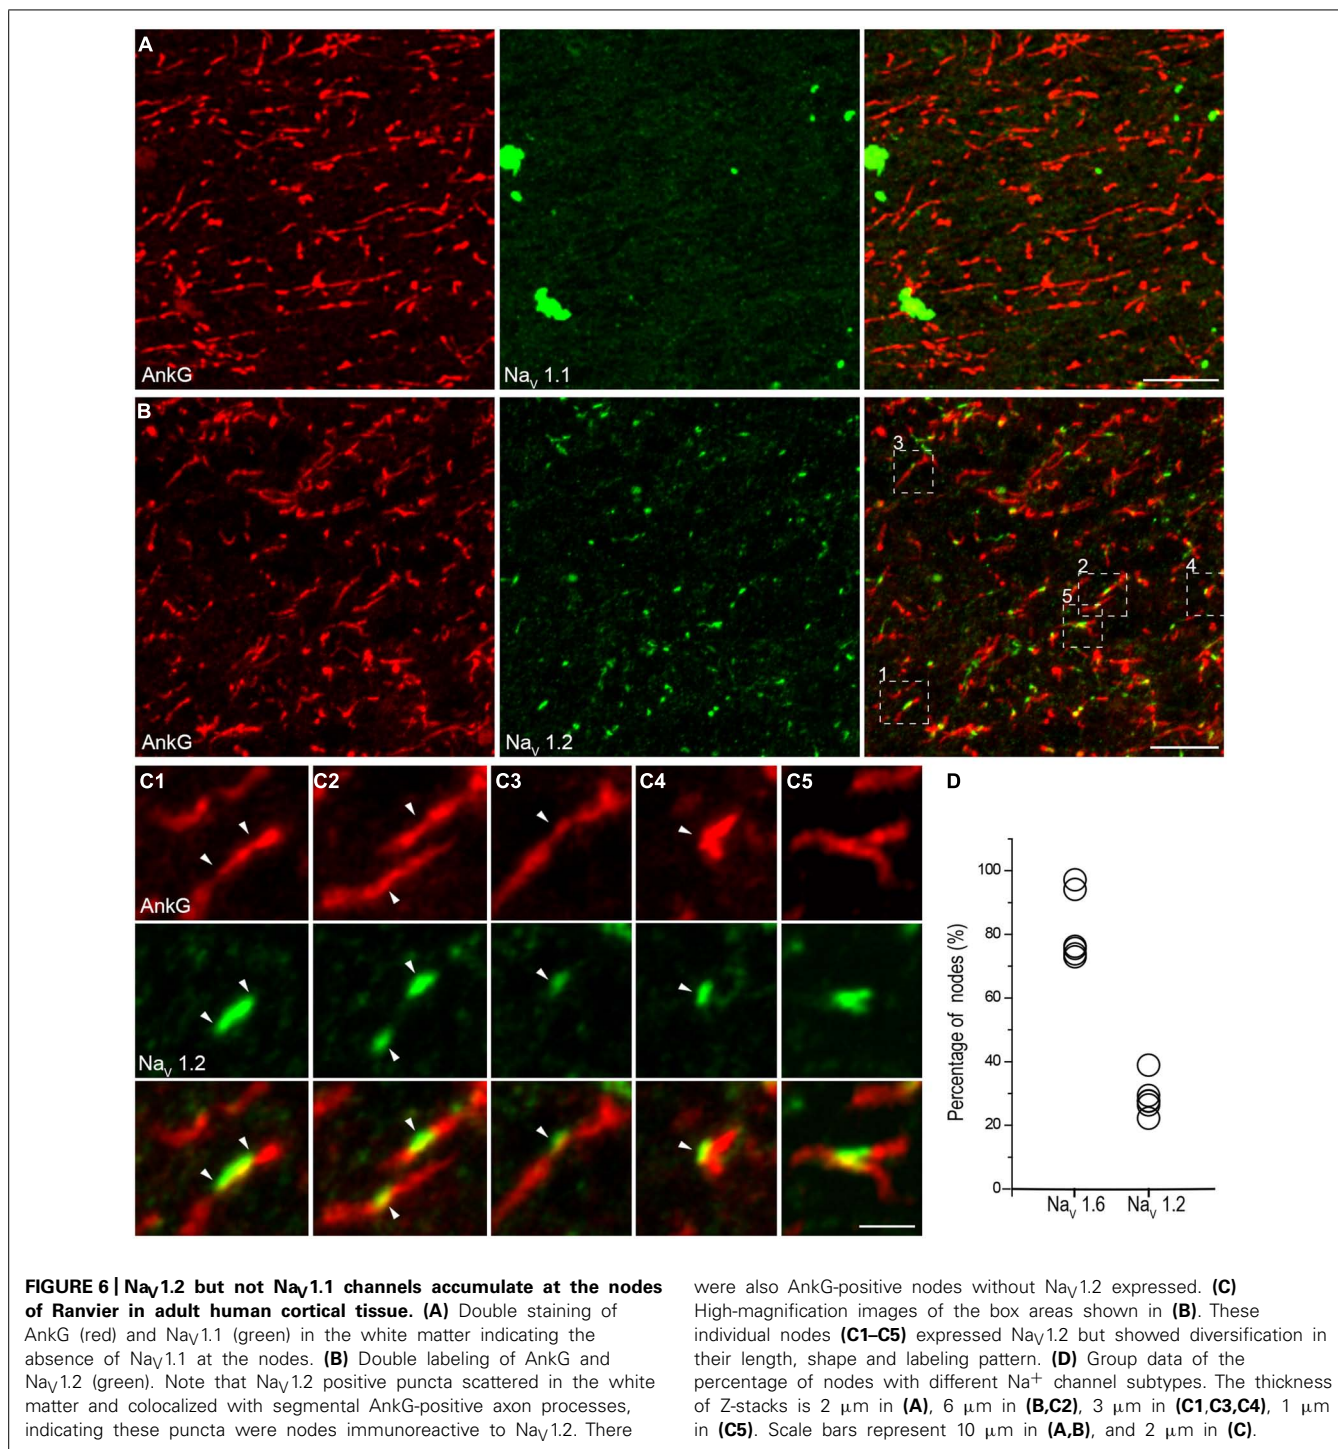 A
AnkG
Nav 1.1
B
3
2
4
5
1
AnkG
Nav 1.2
C1
C2
C3
C4
C5
D
AnkG
Nav 1.2
Percentage of nodes (%)
100
80
60
40
20
0
Nav 1.6
Nav 1.2
FIGURE 6 | NaV1.2 but not NaV1.1 channels accumulate at the nodes
of Ranvier in adult human cortical tissue. (A) Double staining of
AnkG (red) and NaV1.1 (green) in the white matter indicating the
absence of NaV1.1 at the nodes. (B) Double labeling of AnkG and
NaV1.2 (green). Note that NaV1.2 positive puncta scattered in the white
matter and colocalized with segmental AnkG-positive axon processes,
indicating these puncta were nodes immunoreactive to NaV1.2. There
were also AnkG-positive nodes without NaV1.2 expressed. (C)
High-magnification images of the box areas shown in (B). These
individual nodes (C1–C5) expressed NaV1.2 but showed diversification in
their length, shape and labeling pattern. (D) Group data of the
percentage of nodes with different Na+ channel subtypes. The thickness
of Z-stacks is 2 μm in (A), 6 μm in (B,C2), 3 μm in (C1,C3,C4), 1 μm
in (C5). Scale bars represent 10 μm in (A,B), and 2 μm in (C).